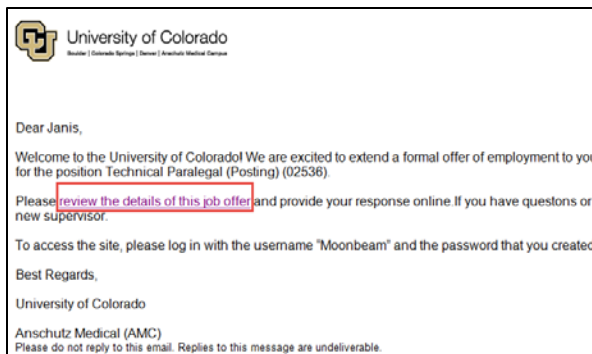 CU
University of Colorado
Boulder | Colorado Springs | Denver | Anschutz Medical Campus
Dear Janis,
Welcome to the University of Colorado! We are excited to extend a formal offer of employment to you
for the position Technical Paralegal (Posting) (02536).
Please review the details of this job offer and provide your response online.If you have questons or
new supervisor.
To access the site, please log in with the username "Moonbeam" and the password that you created
Best Regards,
University of Colorado
Anschutz Medical (AMC)
Please do not reply to this email. Replies to this message are undeliverable.